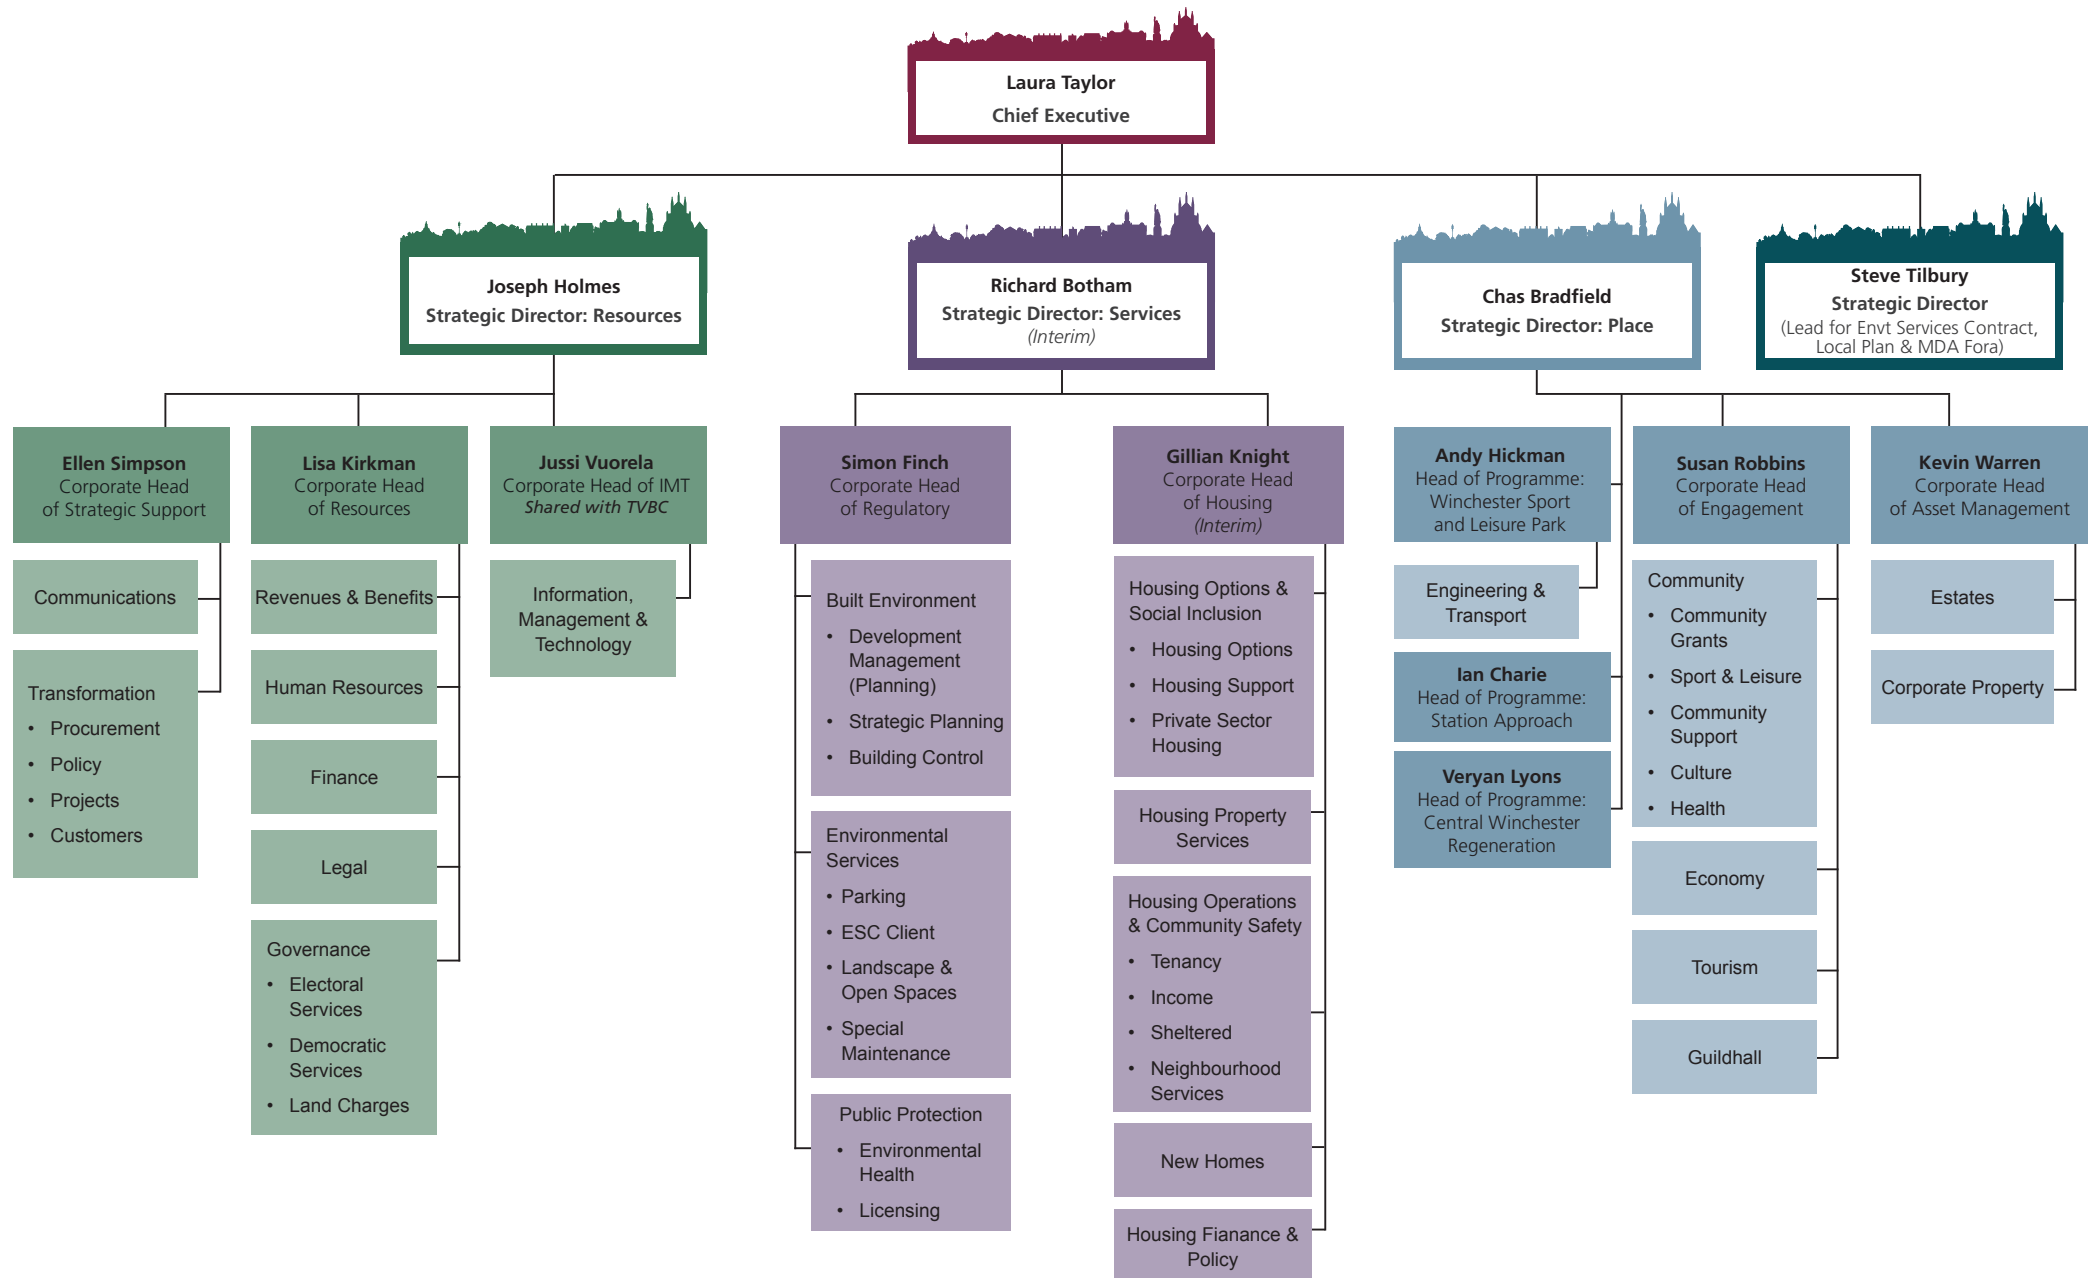 Laura Taylor
Chief Executive
Joseph Holmes
Strategic Director: Resources
Richard Botham
Strategic Director: Services
(Interim)
Chas Bradfield
Strategic Director: Place
Steve Tilbury
Strategic Director
(Lead for Envt Services Contract,
Local Plan & MDA Fora)
Ellen Simpson
Corporate Head
of Strategic Support
Communications
Transformation
• Procurement
• Policy
• Projects
• Customers
Lisa Kirkman
Corporate Head
of Resources
Revenues & Benefits
Human Resources
Finance
Legal
Governance
• Electoral
Services
• Democratic
Services
• Land Charges
Jussi Vuorela
Corporate Head of IMT
Shared with TVBC
Information,
Management &
Technology
Simon Finch
Corporate Head
of Regulatory
Built Environment
• Development
Management
(Planning)
• Strategic Planning
• Building Control
Environmental
Services
• Parking
• ESC Client
• Landscape &
Open Spaces
• Special
Maintenance
Public Protection
• Environmental
Health
• Licensing
Gillian Knight
Corporate Head
of Housing
(Interim)
Housing Options &
Social Inclusion
• Housing Options
• Housing Support
• Private Sector
Housing
Housing Property
Services
Housing Operations
& Community Safety
• Tenancy
• Income
• Sheltered
• Neighbourhood
Services
New Homes
Housing Fianance &
Policy
Andy Hickman
Head of Programme:
Winchester Sport
and Leisure Park
Engineering &
Transport
Ian Charie
Head of Programme:
Station Approach
Veryan Lyons
Head of Programme:
Central Winchester
Regeneration
Susan Robbins
Corporate Head
of Engagement
Community
• Community
Grants
• Sport & Leisure
• Community
Support
• Culture
• Health
Economy
Tourism
Guildhall
Kevin Warren
Corporate Head
of Asset Management
Estates
Corporate Property